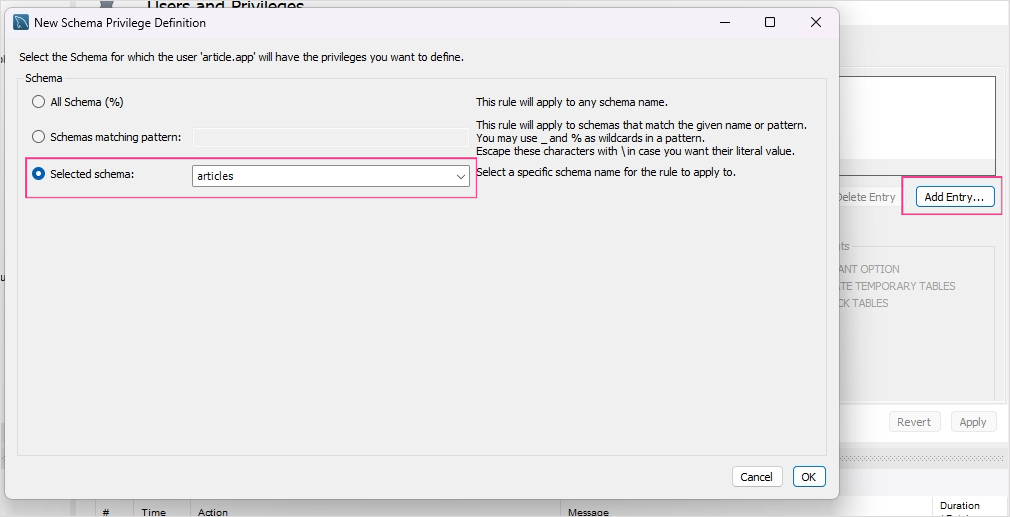 Users and Privileges
New Schema Privilege Definition
Select the Schema for which the user 'article.app' will have the privileges you want to define.
Schema
All Schema (%)
This rule will apply to any schema name.
Schemas matching pattern:
This rule will apply to schemas that match the given name or pattern.
You may use _ and % as wildcards in a pattern.
Escape these characters with \ in case you want their literal value.
Selected schema:
articles
Select a specific schema name for the rule to apply to.
Delete Entry
Add Entry...
ANT OPTION
TE TEMPORARY TABLES
CK TABLES
Revert
Apply
Cancel
OK
# Time Action Message Duration